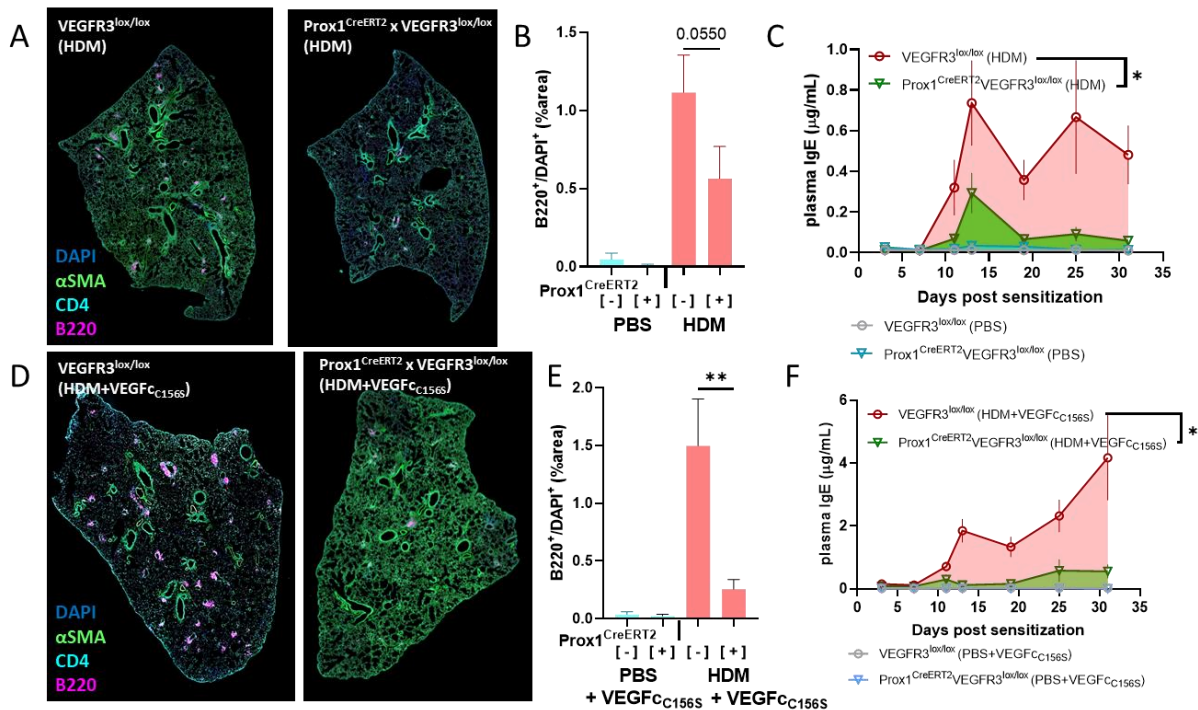 A
VEGFR3lox/lox
(HDM)
DAPI
αSMA
CD4
B220
Prox1CreERT2 x VEGFR3lox/lox
(HDM)
B
B220+/DAPI+ (%area)
1.5
1.0
0.5
0.0
0.0550
Prox1CreERT2
[-] [+] [-] [+]
PBS HDM
C
plasma IgE (μg/mL)
1.0
0.8
0.6
0.4
0.2
0.0
VEGFR3lox/lox (HDM)
Prox1CreERT2VEGFR3lox/lox (HDM)
*
0 5 10 15 20 25 30 35
Days post sensitization
VEGFR3lox/lox (PBS)
Prox1CreERT2VEGFR3lox/lox (PBS)
D
VEGFR3lox/lox
(HDM+VEGFcC156S)
DAPI
αSMA
CD4
B220
Prox1CreERT2 x VEGFR3lox/lox
(HDM+VEGFcC156S)
E
B220+/DAPI+ (%area)
2.0
1.5
1.0
0.5
0.0
**
Prox1CreERT2
[-] [+] [-] [+]
PBS HDM
+ VEGFcC156S + VEGFcC156S
F
plasma IgE (μg/mL)
6
4
2
0
VEGFR3lox/lox (HDM+VEGFcC156S)
Prox1CreERT2VEGFR3lox/lox (HDM+VEGFcC156S)
*
0 5 10 15 20 25 30 35
Days post sensitization
VEGFR3lox/lox (PBS+VEGFcC156S)
Prox1CreERT2VEGFR3lox/lox (PBS+VEGFcC156S)